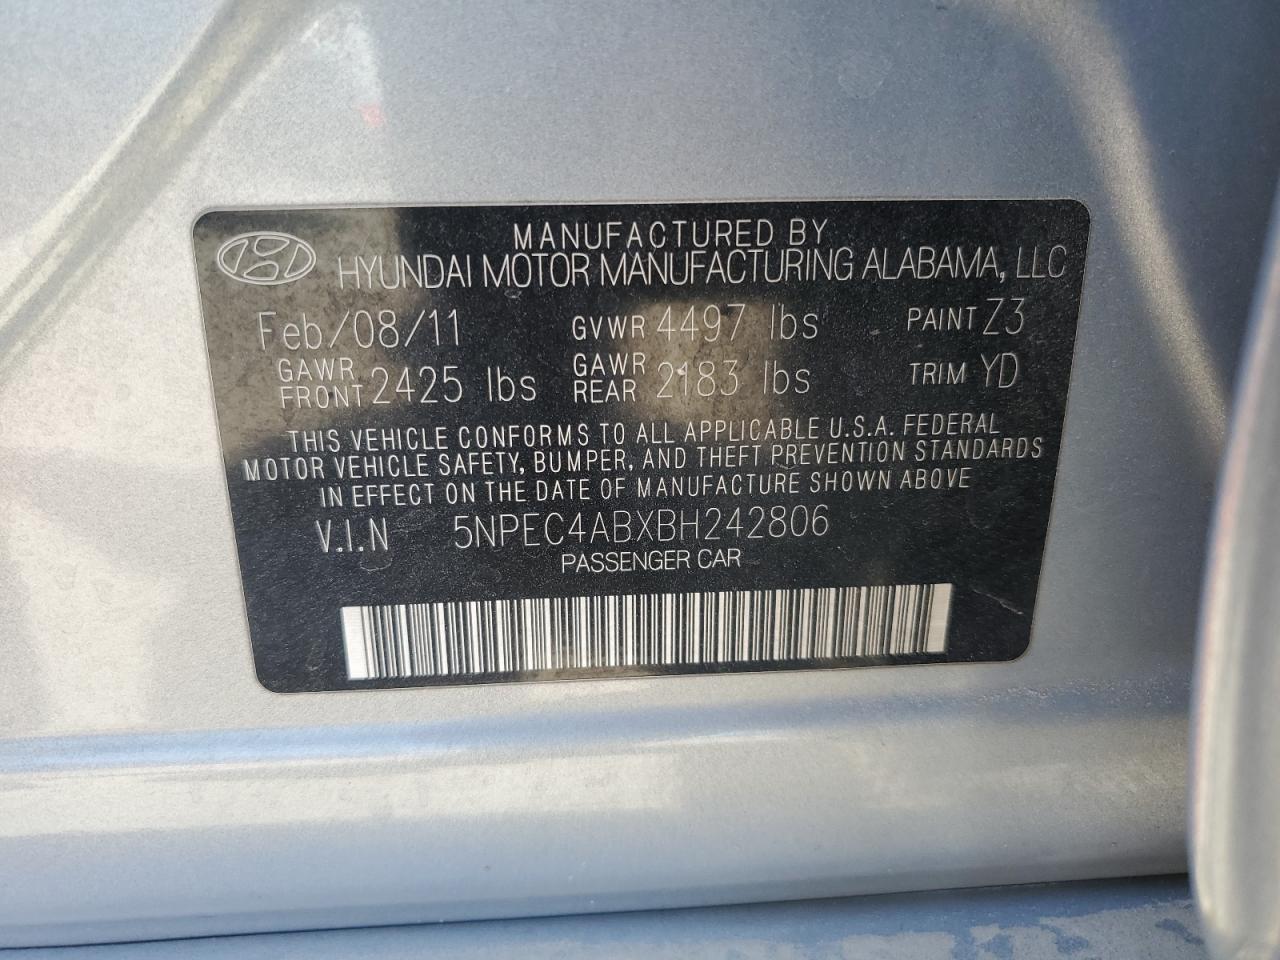 MANUFACTURED BY
HYUNDAI MOTOR MANUFACTURING ALABAMA, LLC
Feb/08/11 GVWR 4497 lbs PAINT Z3
GAWR FRONT 2425 lbs GAWR REAR 2183 lbs TRIM YD
THIS VEHICLE CONFORMS TO ALL APPLICABLE U.S.A. FEDERAL
MOTOR VEHICLE SAFETY, BUMPER, AND THEFT PREVENTION STANDARDS
IN EFFECT ON THE DATE OF MANUFACTURE SHOWN ABOVE
V.I.N 5NPEC4ABXBH242806
PASSENGER CAR